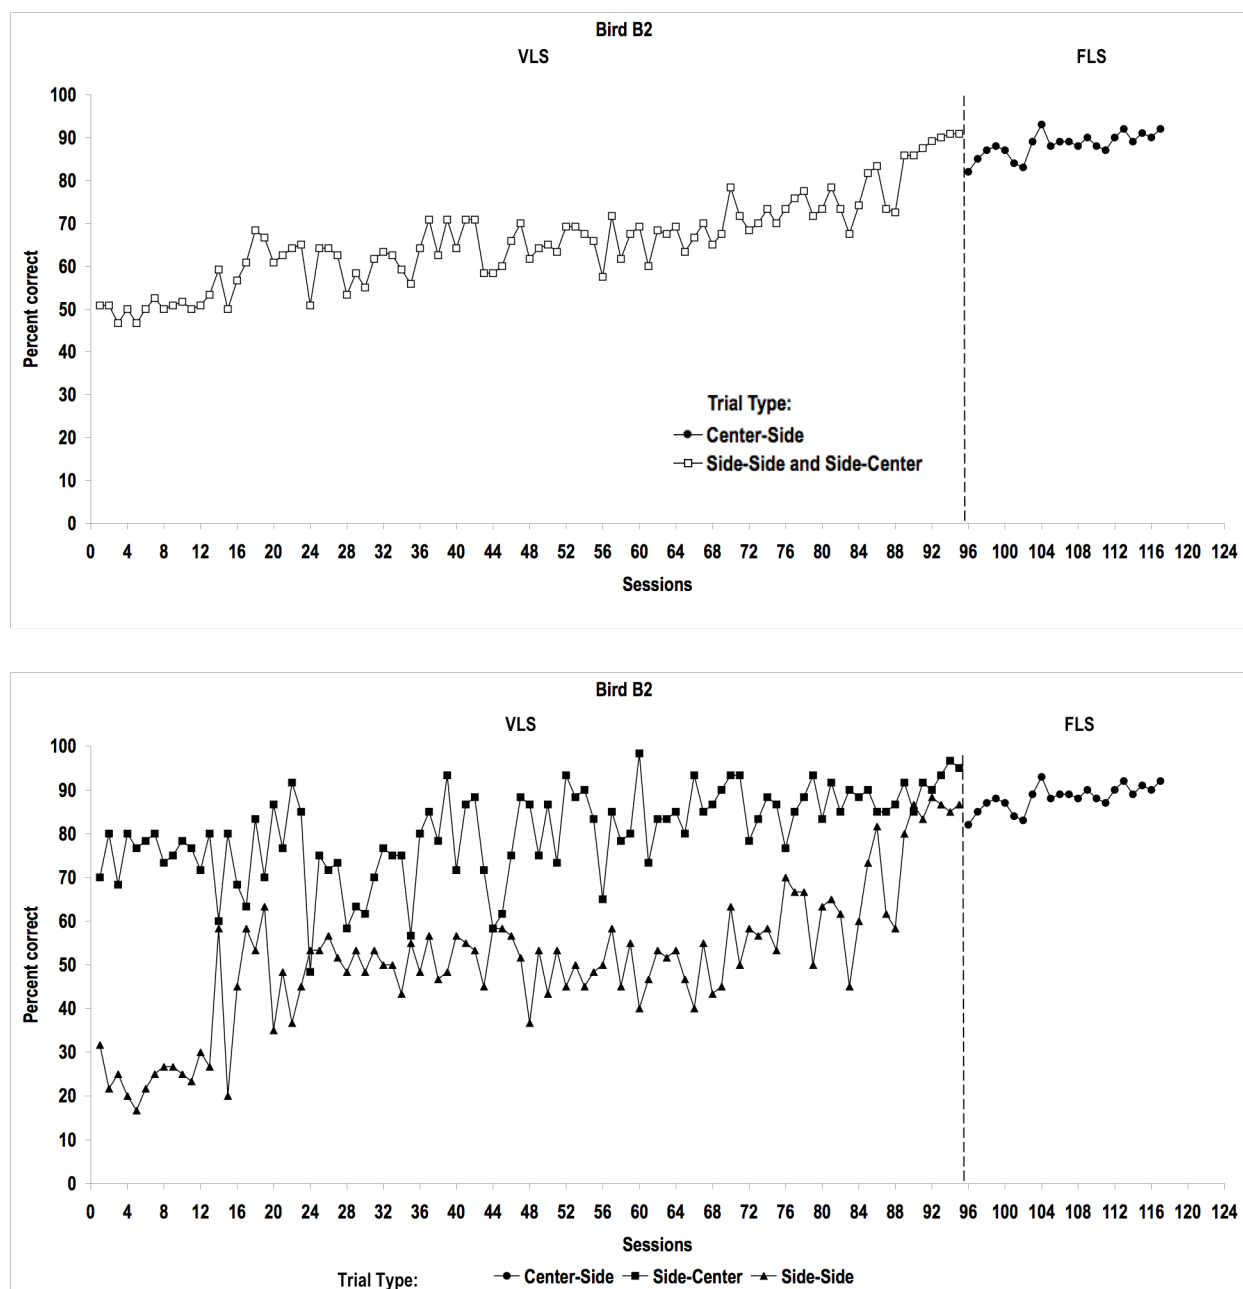 Bird B2
VLS FLS
100
90
80
70
60
50
40
30
20
10
0
Percent correct
Trial Type:
Center-Side
Side-Side and Side-Center
0 4 8 12 16 20 24 28 32 36 40 44 48 52 56 60 64 68 72 76 80 84 88 92 96 100 104 108 112 116 120 124
Sessions
Bird B2
VLS FLS
100
90
80
70
60
50
40
30
20
10
0
Percent correct
0 4 8 12 16 20 24 28 32 36 40 44 48 52 56 60 64 68 72 76 80 84 88 92 96 100 104 108 112 116 120 124
Sessions
Trial Type: Center-Side Side-Center Side-Side